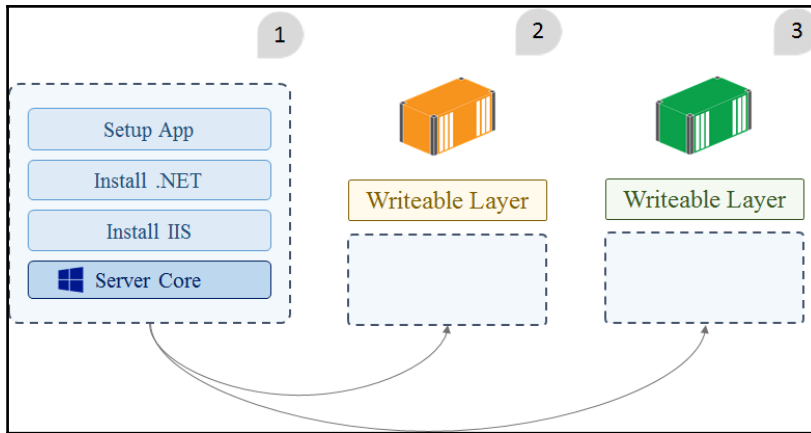 1
2
3
Setup App
Install .NET
Install IIS
Server Core
Writeable Layer
Writeable Layer